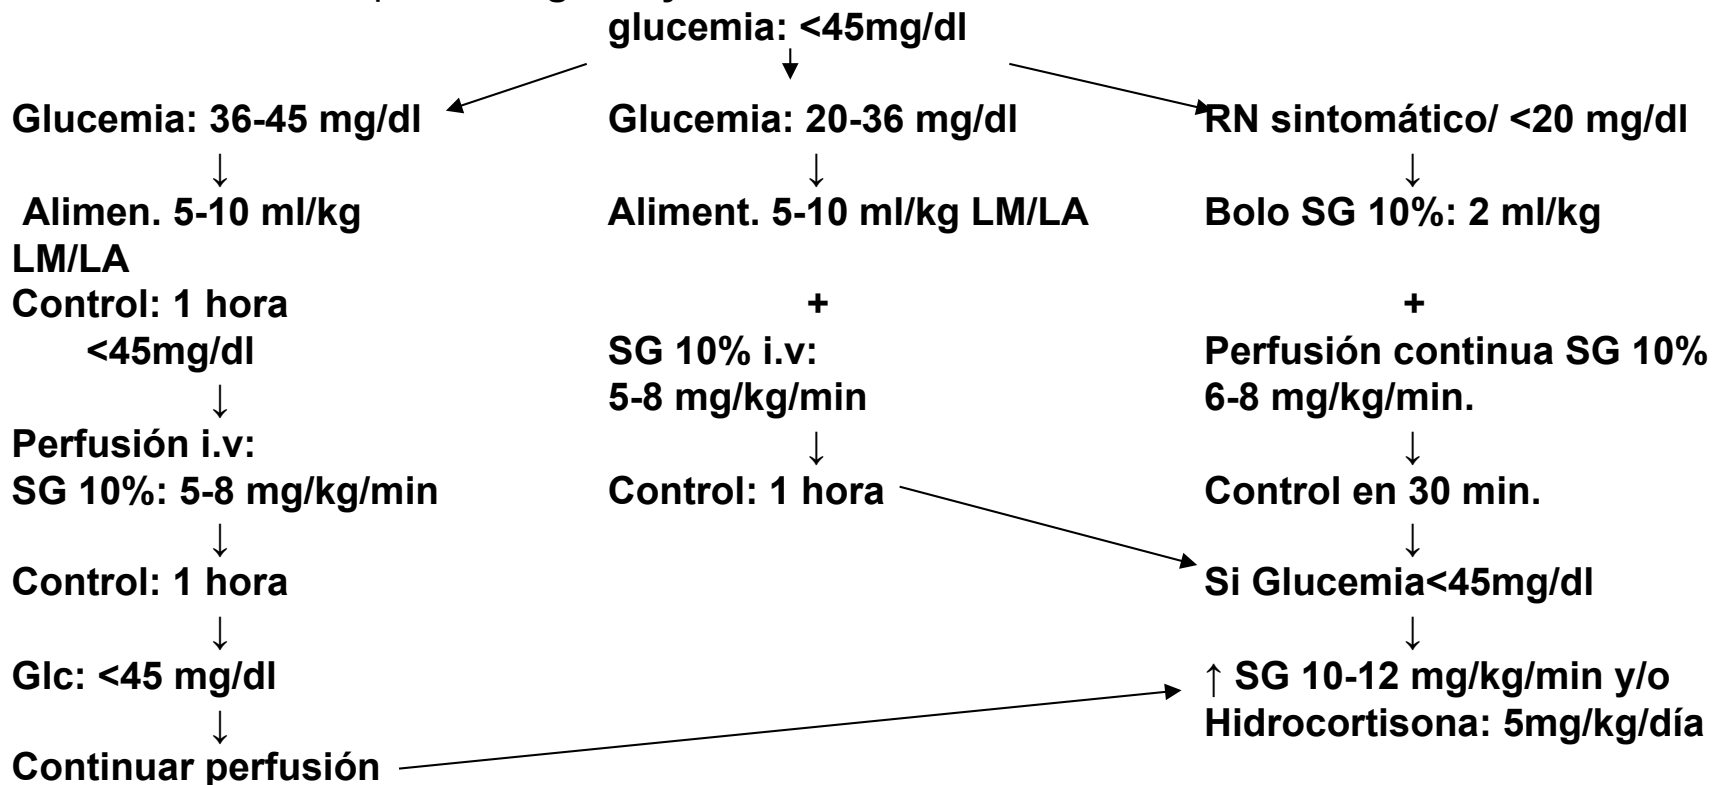 glucemia: <45mg/dl
Glucemia: 36-45 mg/dl
↓
Alimen. 5-10 ml/kg
LM/LA
Control: 1 hora
<45mg/dl
↓
Perfusión i.v:
SG 10%: 5-8 mg/kg/min
↓
Control: 1 hora
↓
Glc: <45 mg/dl
↓
Continuar perfusión
Glucemia: 20-36 mg/dl
↓
Aliment. 5-10 ml/kg LM/LA
+
SG 10% i.v:
5-8 mg/kg/min
↓
Control: 1 hora
RN sintomático/ <20 mg/dl
↓
Bolo SG 10%: 2 ml/kg
+
Perfusión continua SG 10%
6-8 mg/kg/min.
↓
Control en 30 min.
↓
Si Glucemia<45mg/dl
↓
↑ SG 10-12 mg/kg/min y/o
Hidrocortisona: 5mg/kg/día